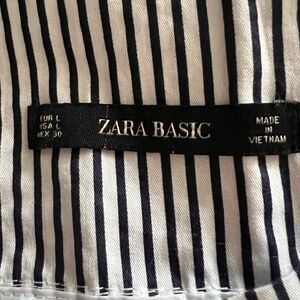 EUR L
USA L
MEX 30
ZARA BASIC
MADE
IN
VIETNAM